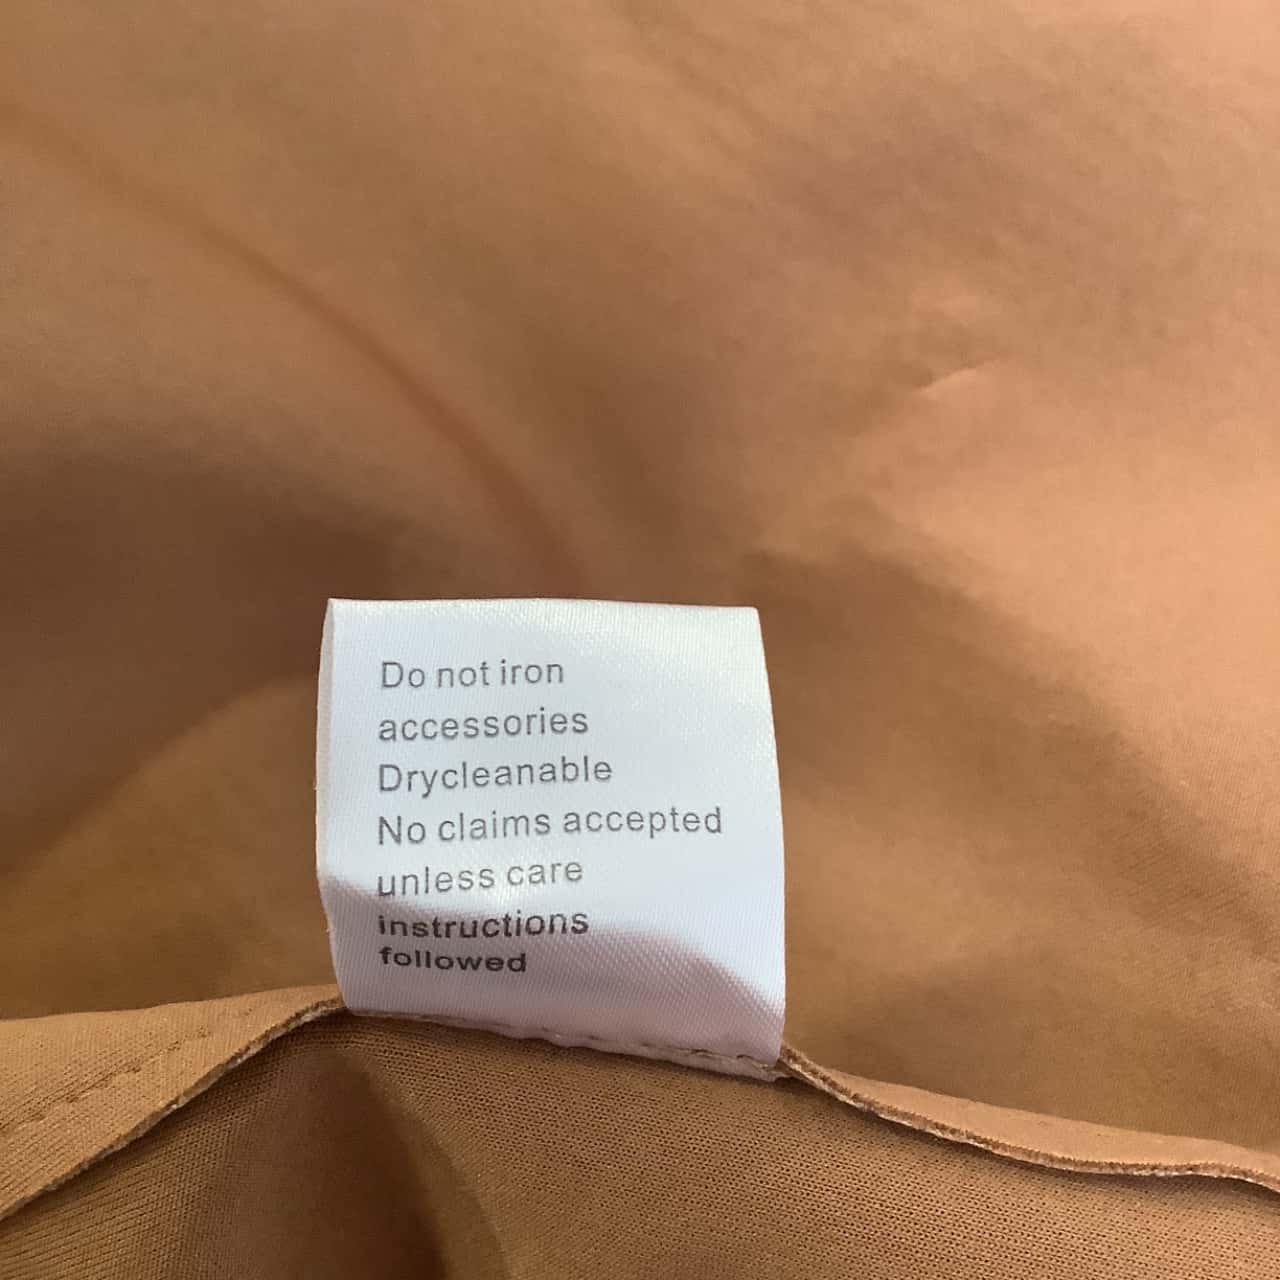 Do not iron
accessories
Drycleanable
No claims accepted
unless care
instructions
followed